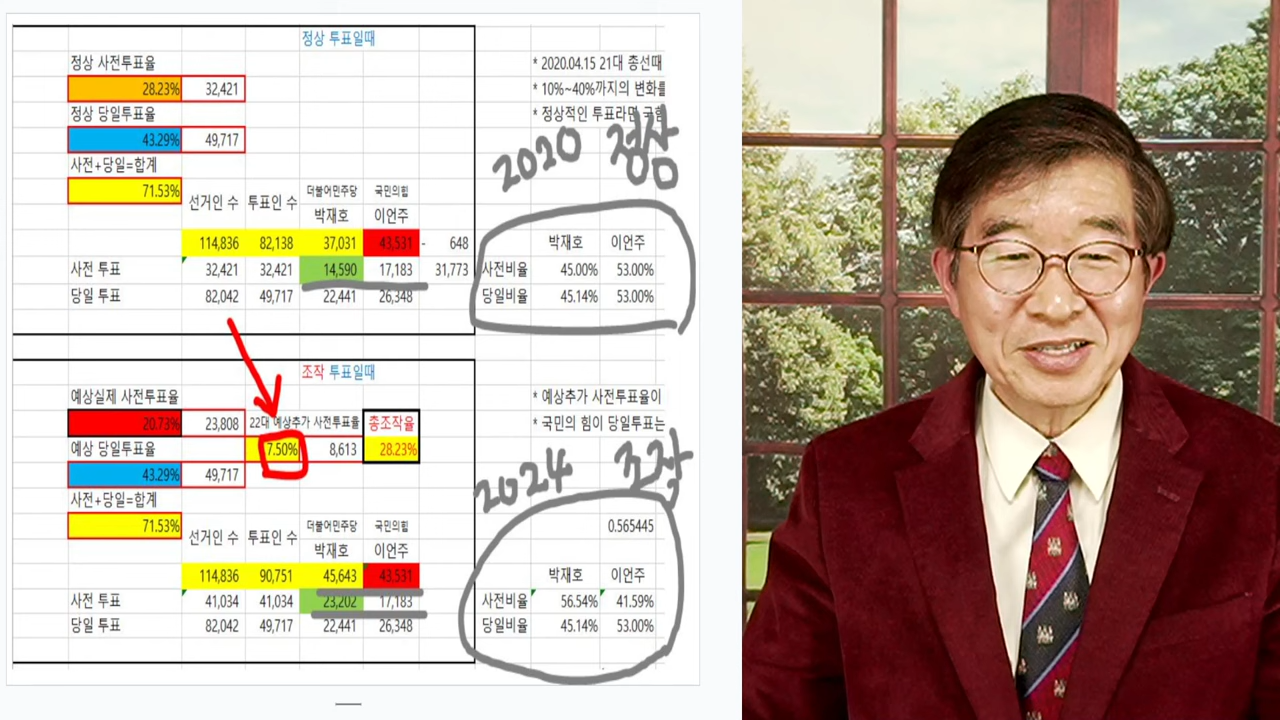 정상 투표일때
정상 사전투표율
* 2020.04.15 21대 총선때
28.23% 32,421
* 10%~40%까지의 변화를
정상 당일투표율
* 정상적인 투표라면
43.29% 49,717
2020 정상
사전+당일=합계
71.53%
더불어민주당 국민의힘
선거인 수 투표인 수 박재호 이언주
박재호 이언주
114,836 82,138 37,031 43,531 - 648
사전 투표 32,421 32,421 14,590 17,183 31,773
사전비율 45.00% 53.00%
당일 투표 82,042 49,717 22,441 26,348
당일비율 45.14% 53.00%
조작 투표일때
예상실제 사전투표율
* 예상추가 사전투표율이
20.73% 23,808 22대 예상추가 사전투표율 총조작율
* 국민의 힘이 당일투표는
예상 당일투표율 7.50% 8,613 28.23%
43.29% 49,717
2024 조작
사전+당일=합계
71.53%
더불어민주당 국민의힘
0.565445
선거인 수 투표인 수 박재호 이언주
박재호 이언주
114,836 90,751 45,643 43,531
사전 투표 41,034 41,034 23,202 17,183
사전비율 56.54% 41.59%
당일 투표 82,042 49,717 22,441 26,348
당일비율 45.14% 53.00%